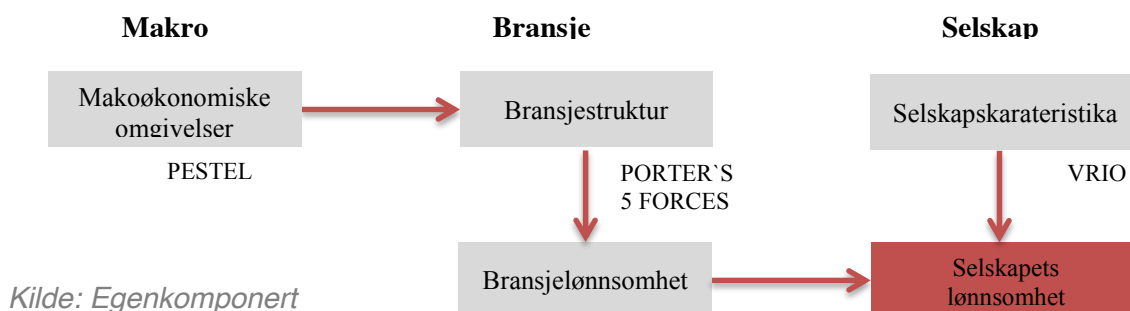 Makro
Bransje
Selskap
Makoøkonomiske
omgivelser
Bransjestruktur
Selskapskarateristika
PESTEL
PORTER`S
5 FORCES
VRIO
Bransjelønnsomhet
Selskapets
lønnsomhet
Kilde: Egenkomponert